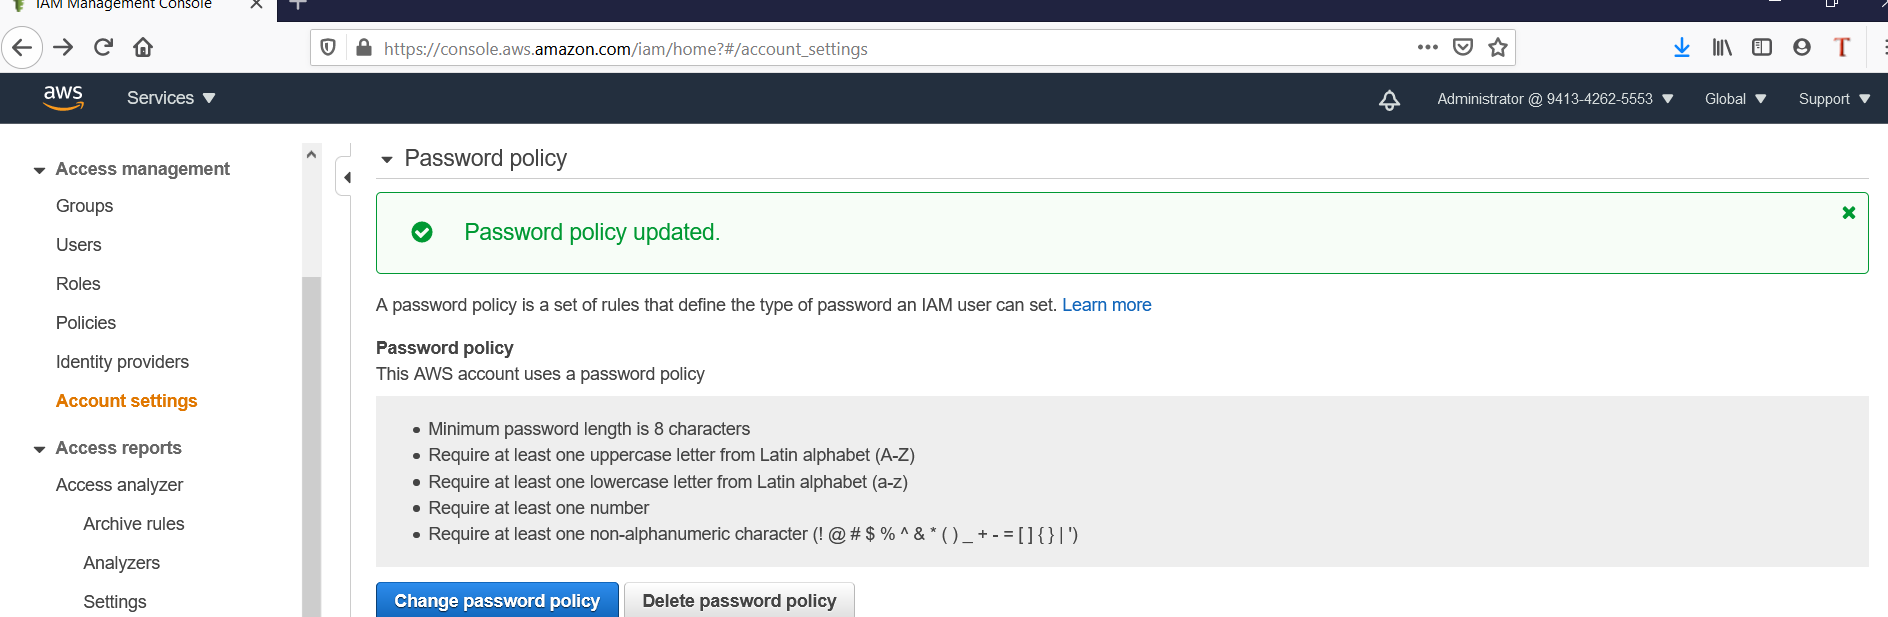 IAM Management Console
https://console.aws.amazon.com/iam/home?#/account_settings
T
aws
Services
Administrator @ 9413-4262-5553
Global
Support
Access management
Groups
Users
Roles
Policies
Identity providers
Account settings
Access reports
Access analyzer
Archive rules
Analyzers
Settings
Password policy
Password policy updated.
A password policy is a set of rules that define the type of password an IAM user can set. Learn more
Password policy
This AWS account uses a password policy
• Minimum password length is 8 characters
• Require at least one uppercase letter from Latin alphabet (A-Z)
• Require at least one lowercase letter from Latin alphabet (a-z)
• Require at least one number
• Require at least one non-alphanumeric character (! @ # $ % ^ & * ( ) _ + - = [ ] { } | ')
Change password policy
Delete password policy